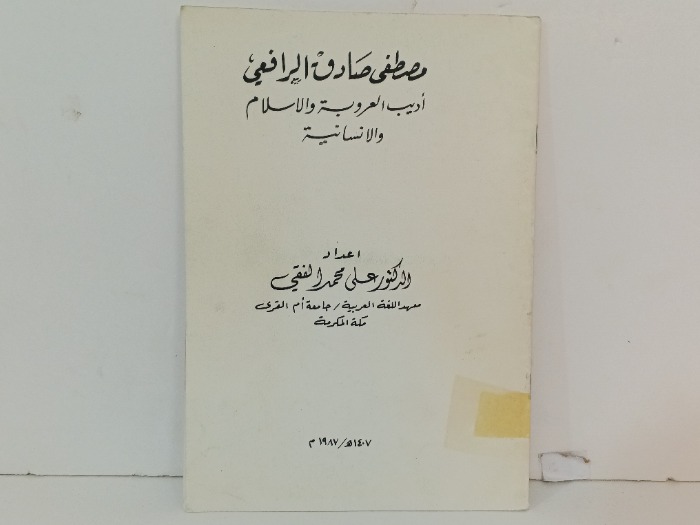 مصطفى صادق الرافعي
أديب العروبة والاسلام
والانسانية
اعداد
الدكتور على محمد الفقي
معهد اللغة العربية / جامعة أم القرى
مكة المكرمة
١٤٠٧هـ/١٩٨٧م